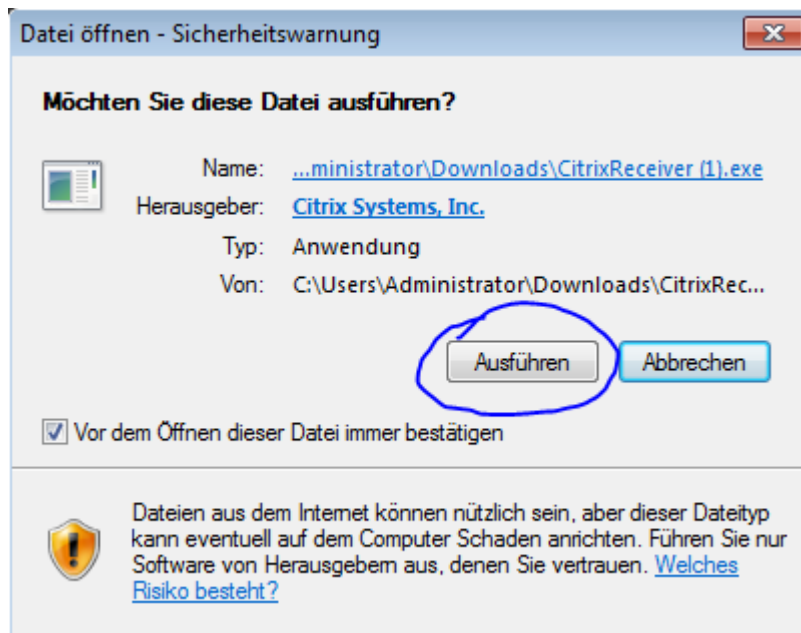 Datei öffnen - Sicherheitswarnung
Möchten Sie diese Datei ausführen?
Name: ...ministrator\Downloads\CitrixReceiver (1).exe
Herausgeber: Citrix Systems, Inc.
Typ: Anwendung
Von: C:\Users\Administrator\Downloads\CitrixRec...
Ausführen Abbrechen
Vor dem Öffnen dieser Datei immer bestätigen
Dateien aus dem Internet können nützlich sein, aber dieser Dateityp
kann eventuell auf dem Computer Schaden anrichten. Führen Sie nur
Software von Herausgebern aus, denen Sie vertrauen. Welches
Risiko besteht?